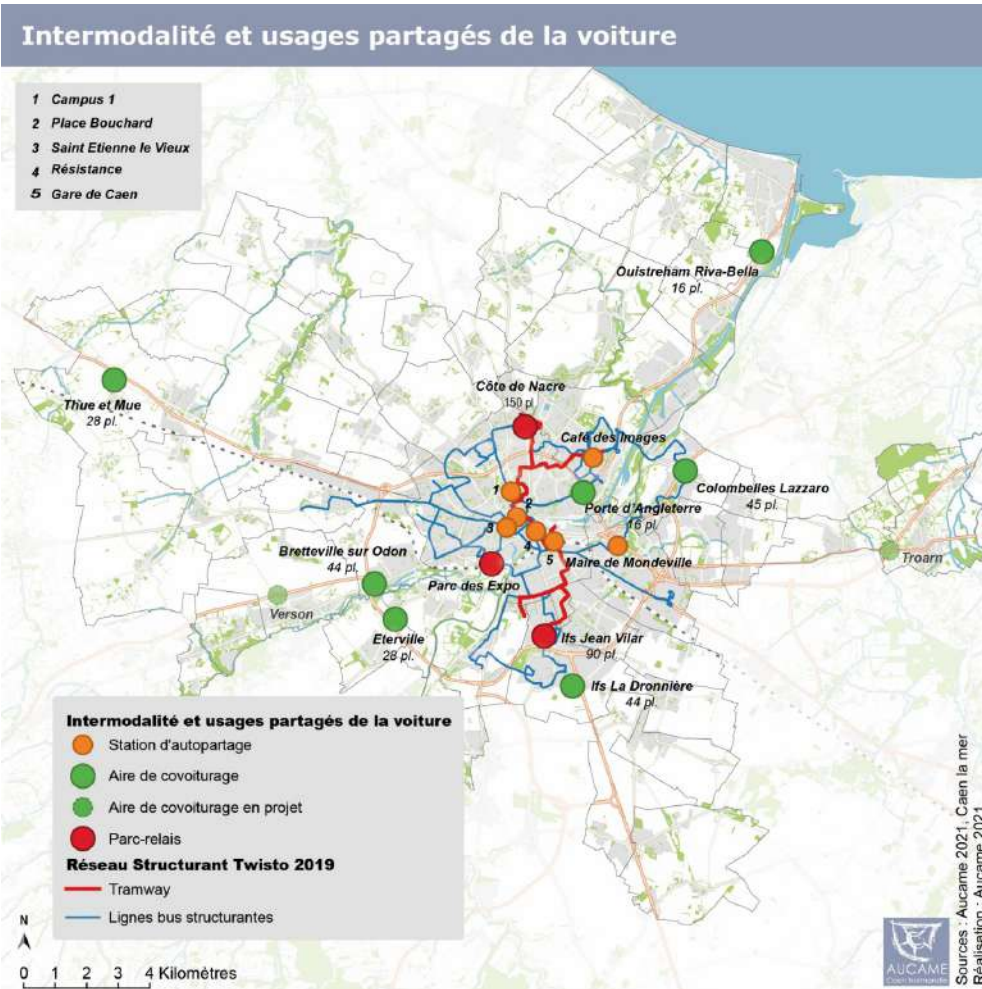 Intermodalité et usages partagés de la voiture
1 Campus 1
2 Place Bouchard
3 Saint Etienne le Vieux
4 Résistance
5 Gare de Caen
Ouistreham Riva-Bella
16 pl.
Thue et Mue
28 pl.
Côte de Nacre
150 pl
Café des Images
Colombelles Lazzaro
45 pl.
1
2
Porte d'Angleterre
16 pl.
3
4
5
Maire de Mondeville
Troarn
Bretteville sur Odon
44 pl.
Parc des Expo
Verson
Eterville
28 pl.
Ifs Jean Vilar
90 pl.
Ifs La Dronnière
44 pl.
Intermodalité et usages partagés de la voiture
Station d'autopartage
Aire de covoiturage
Aire de covoiturage en projet
Parc-relais
Réseau Structurant Twisto 2019
Tramway
Lignes bus structurantes
N
0 1 2 3 4 Kilomètres
AUCAME
Caen Normandie
Sources : Aucame 2021, Caen la mer
Réalisation : Aucame 2021